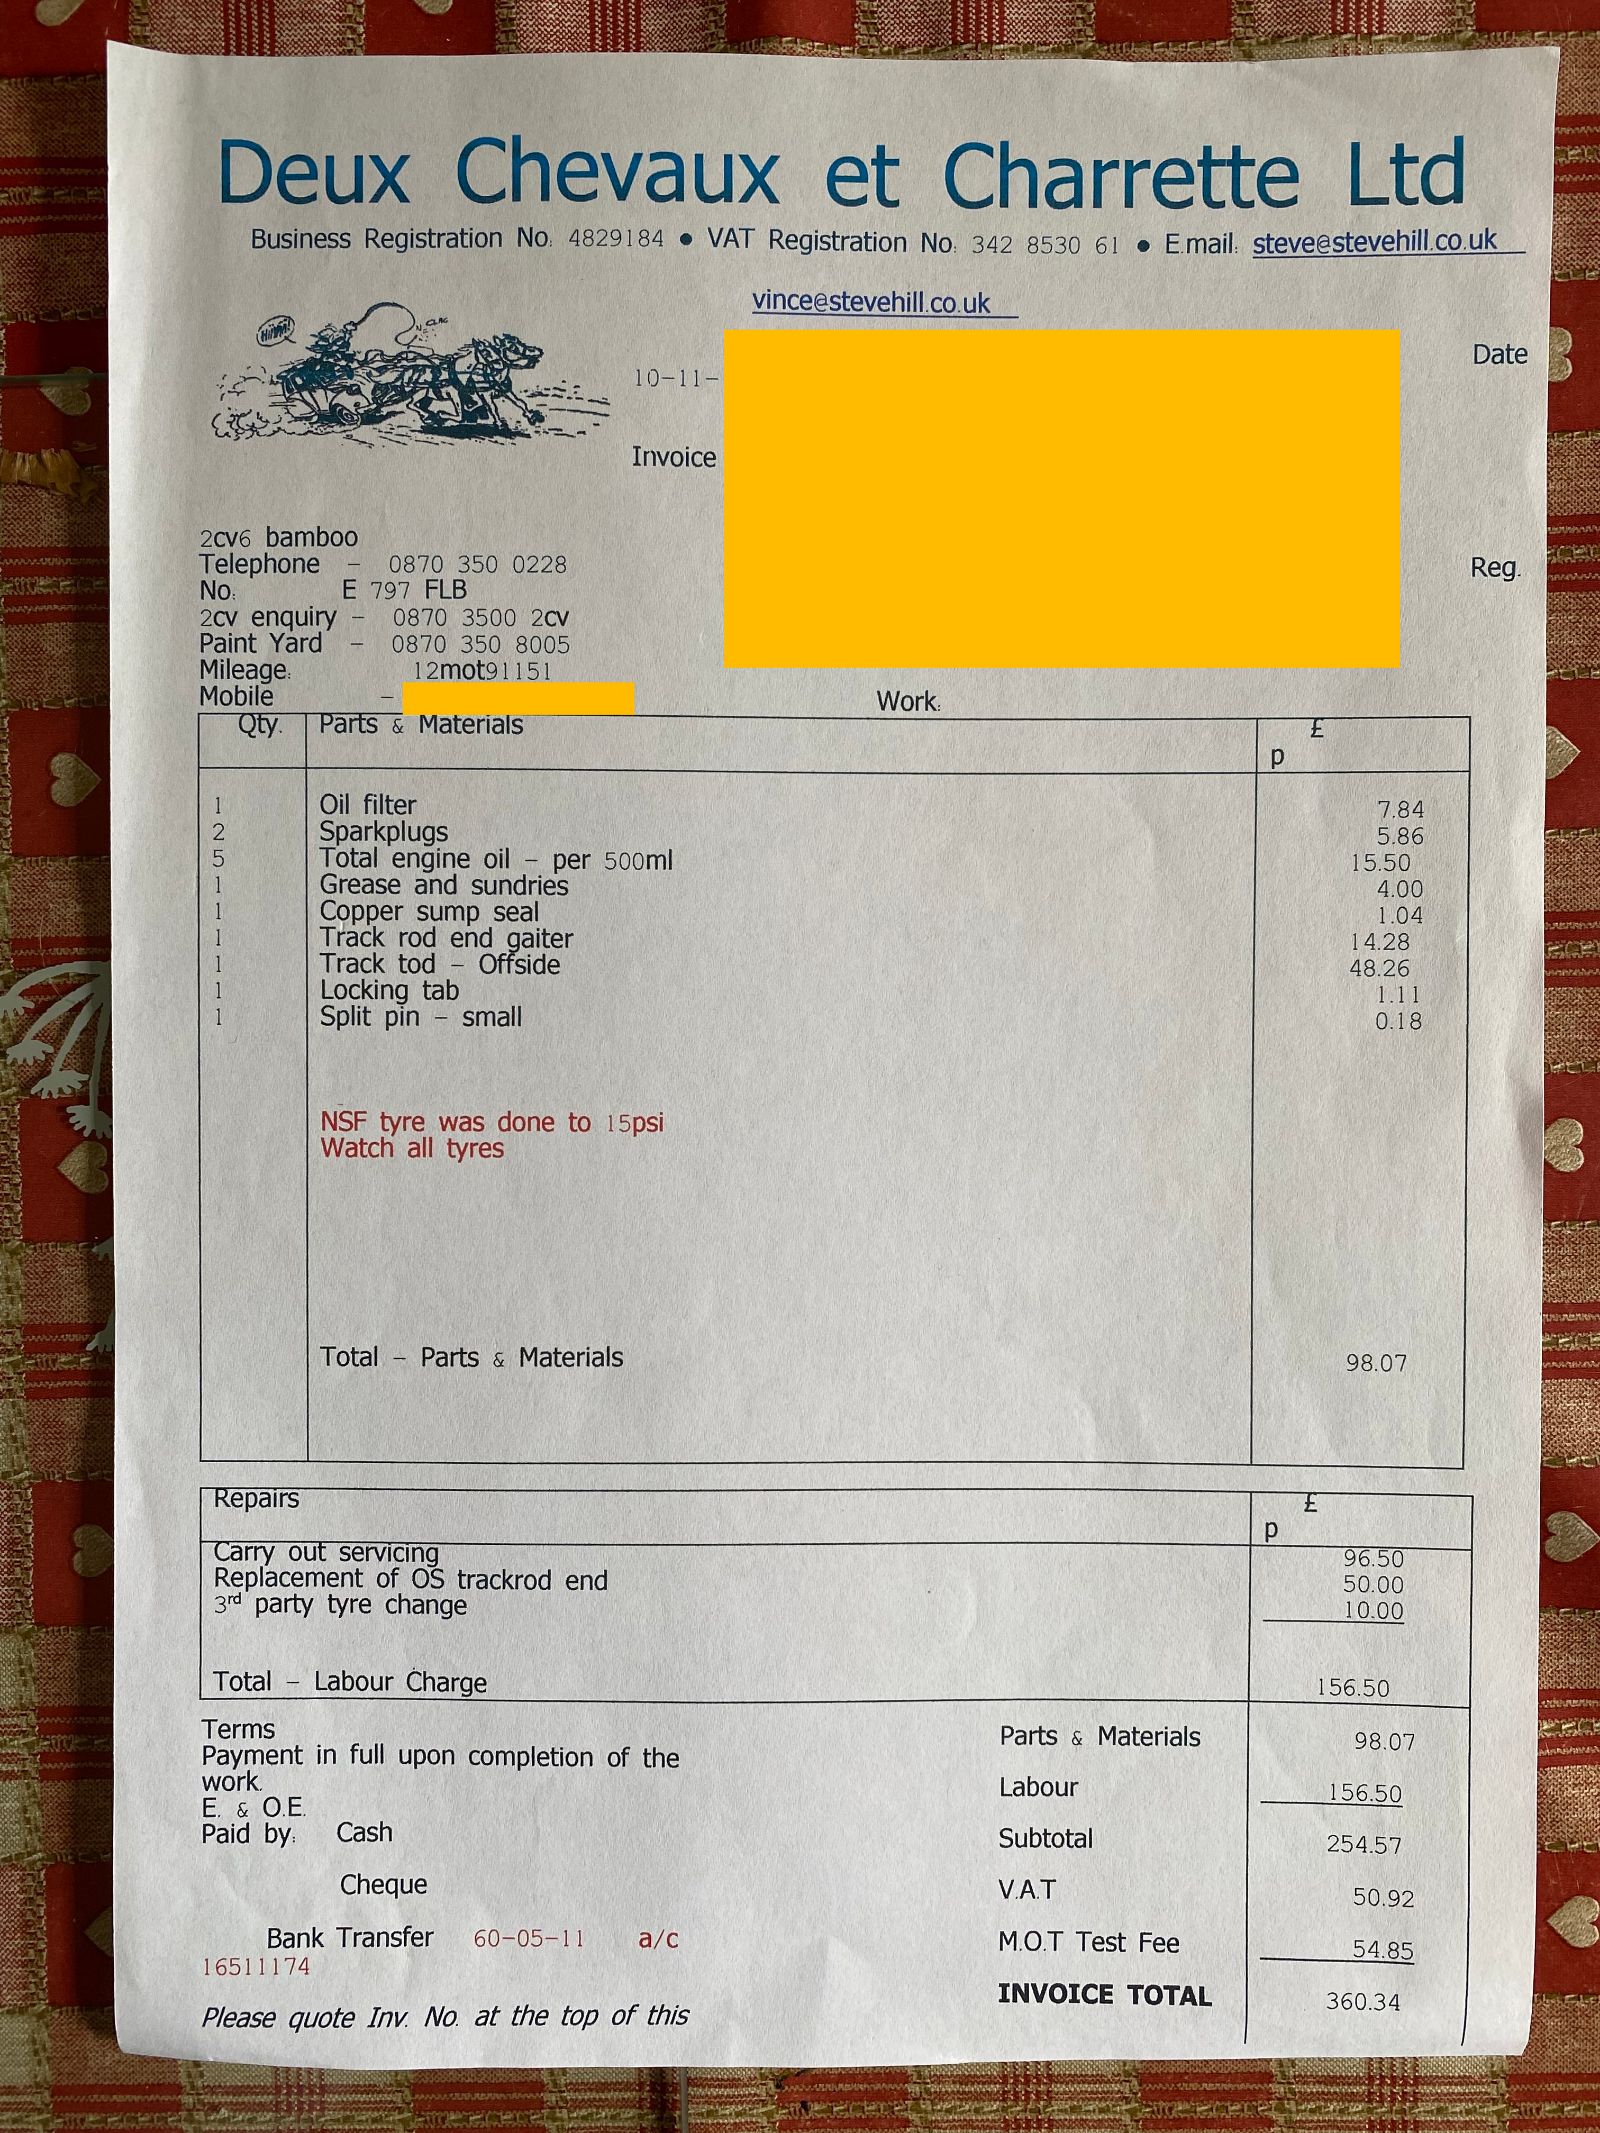 Deux Chevaux et Charrette Ltd
Business Registration No: 4829184 ● VAT Registration No: 342 8530 61 ● E.mail: steve@stevehill.co.uk
vince@stevehill.co.uk
Date
10-11-
Invoice
2cv6 bamboo
Telephone - 0870 350 0228
Reg.
No: E 797 FLB
2cv enquiry - 0870 3500 2cv
Paint Yard - 0870 350 8005
Mileage: 12mot91151
Mobile - Work:
Qty. Parts & Materials £
p
1 Oil filter 7.84
2 Sparkplugs 5.86
5 Total engine oil - per 500ml 15.50
1 Grease and sundries 4.00
1 Copper sump seal 1.04
1 Track rod end gaiter 14.28
1 Track tod - Offside 48.26
1 Locking tab 1.11
1 Split pin - small 0.18
NSF tyre was done to 15psi
Watch all tyres
Total - Parts & Materials 98.07
Repairs £
p
Carry out servicing 96.50
Replacement of OS trackrod end 50.00
3rd party tyre change 10.00
Total - Labour Charge 156.50
Terms
Payment in full upon completion of the
work.
E. & O.E.
Paid by: Cash
Cheque
Bank Transfer 60-05-11 a/c
16511174
Please quote Inv. No. at the top of this
Parts & Materials 98.07
Labour 156.50
Subtotal 254.57
V.A.T 50.92
M.O.T Test Fee 54.85
INVOICE TOTAL 360.34